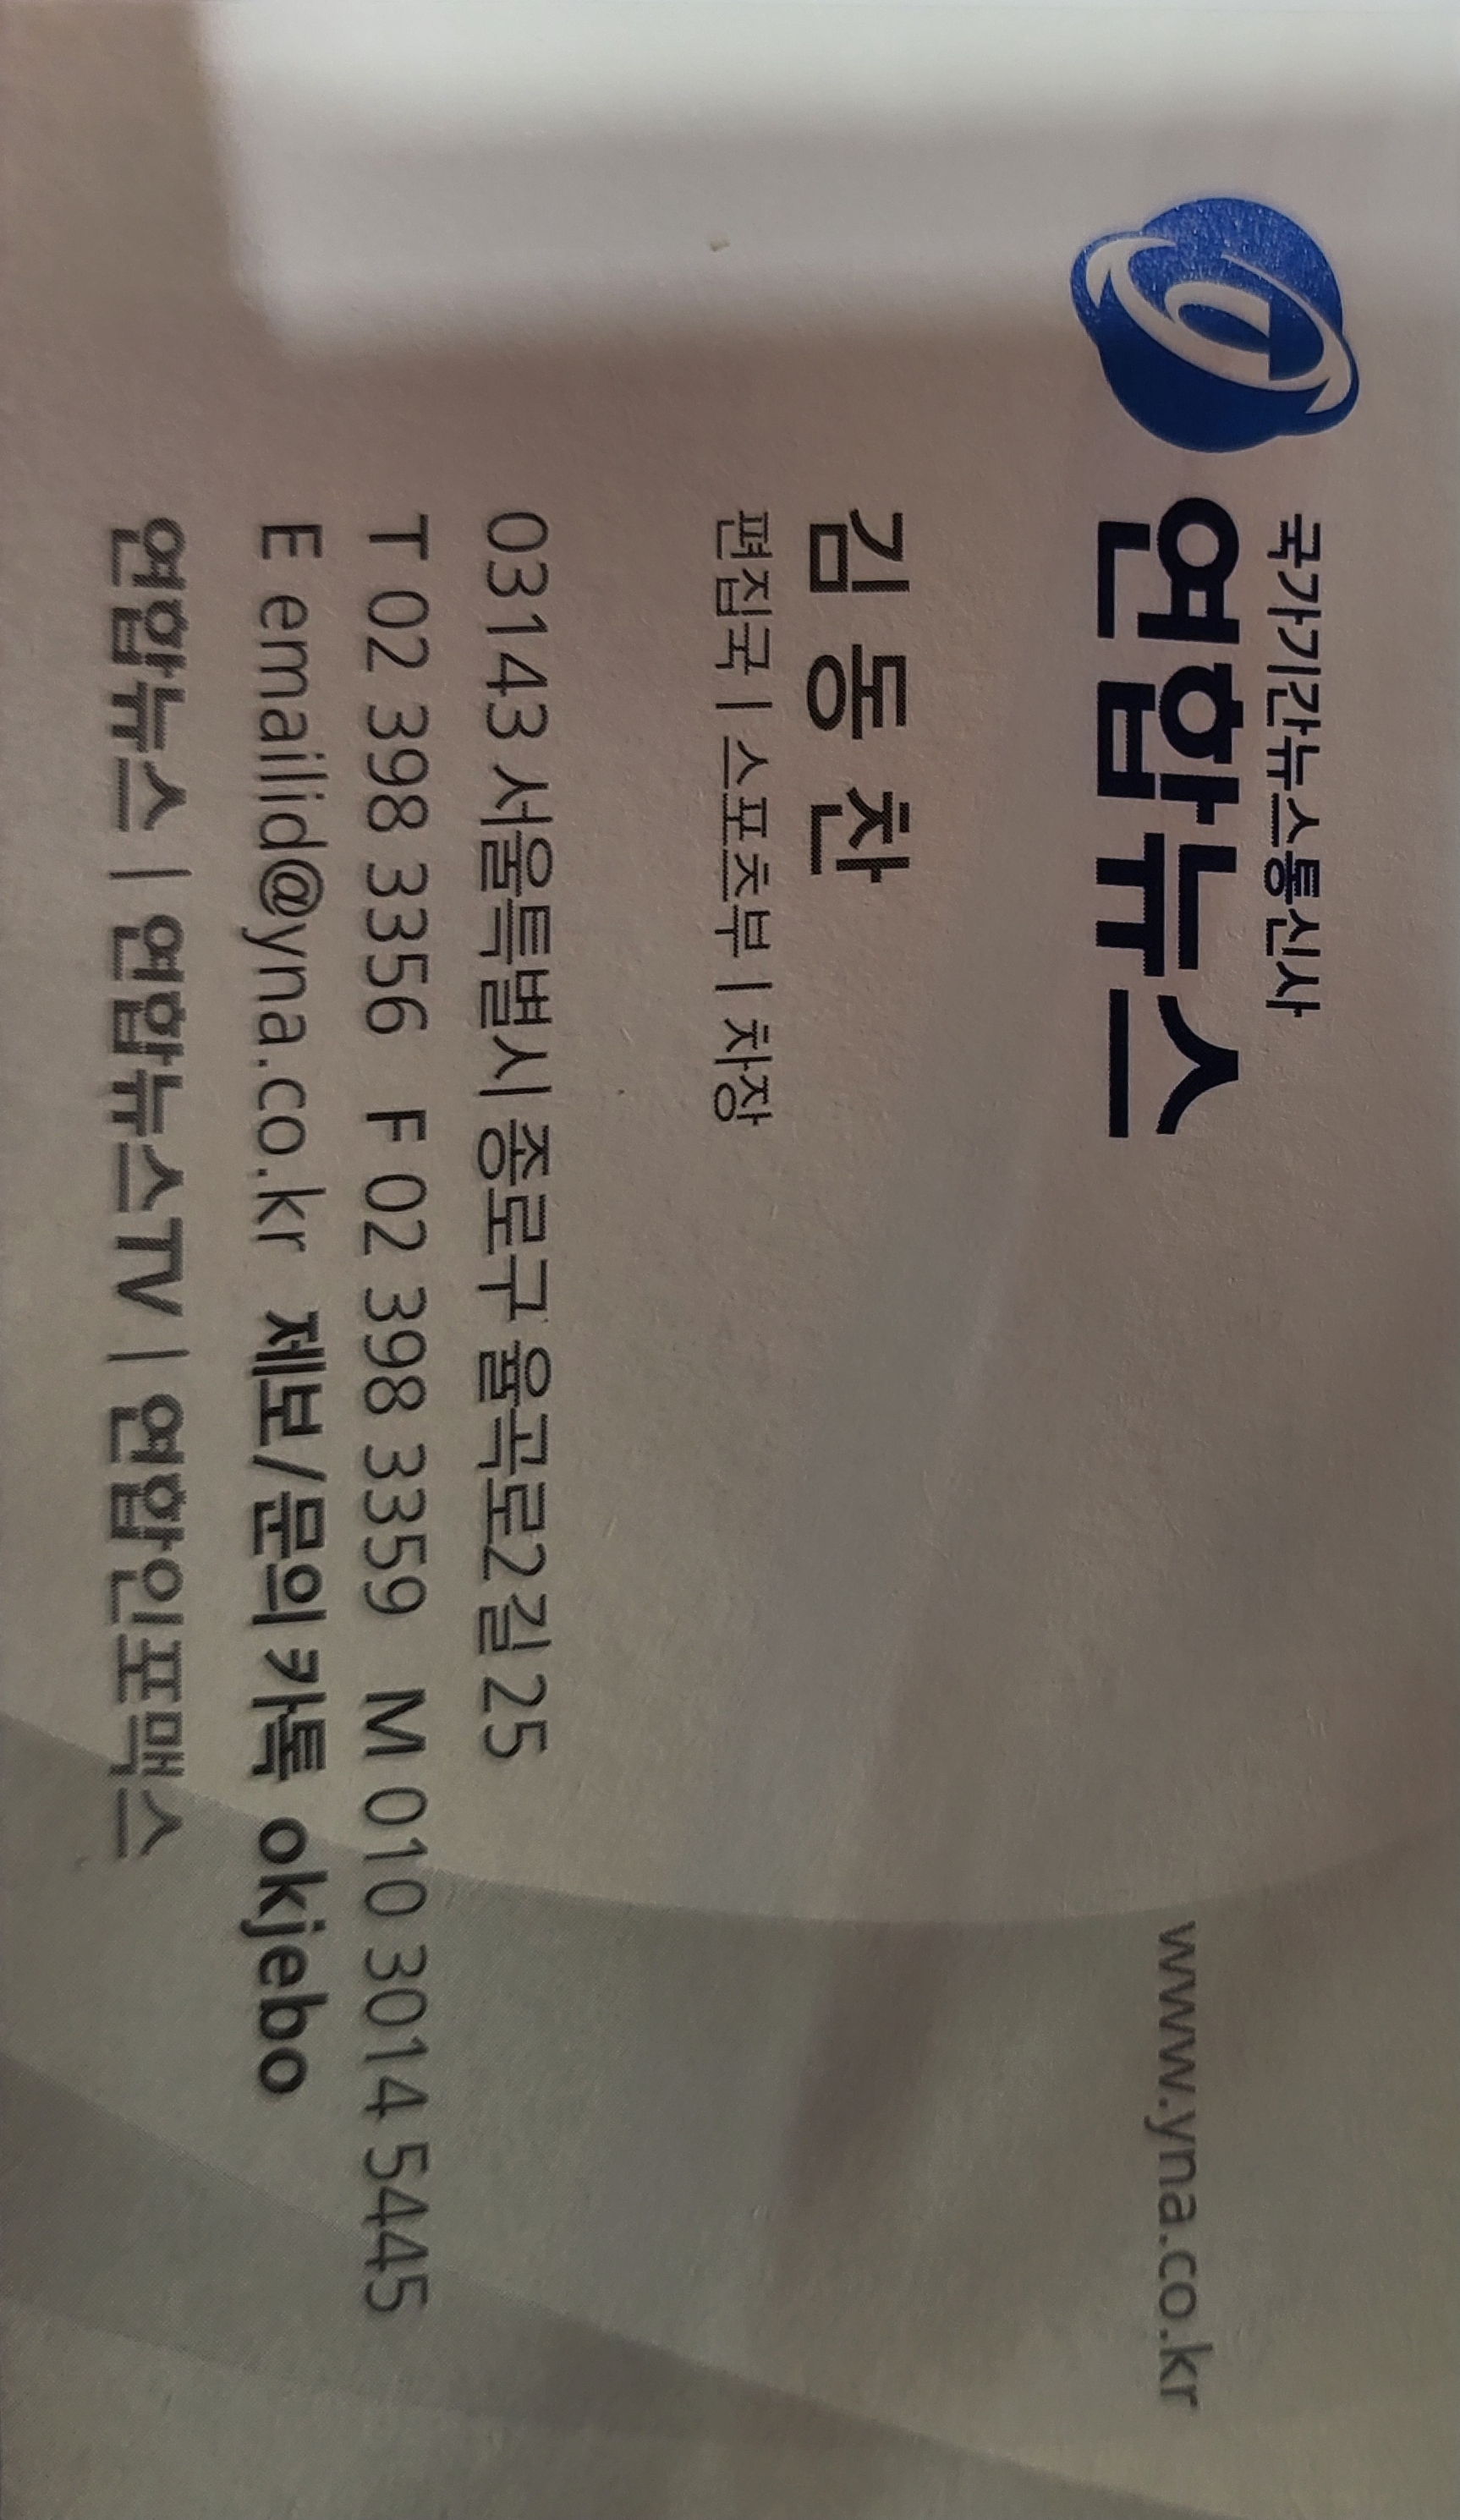 국가기간뉴스통신사
연합뉴스
www.yna.co.kr
김 동 찬
편집국 | 스포츠부 | 차장
03143 서울특별시 종로구 율곡로2길 25
T 02 398 3356 F 02 398 3359 M 010 3014 5445
E emailid@yna.co.kr 제보/문의 카톡 okjebo
연합뉴스 | 연합뉴스TV | 연합인포맥스